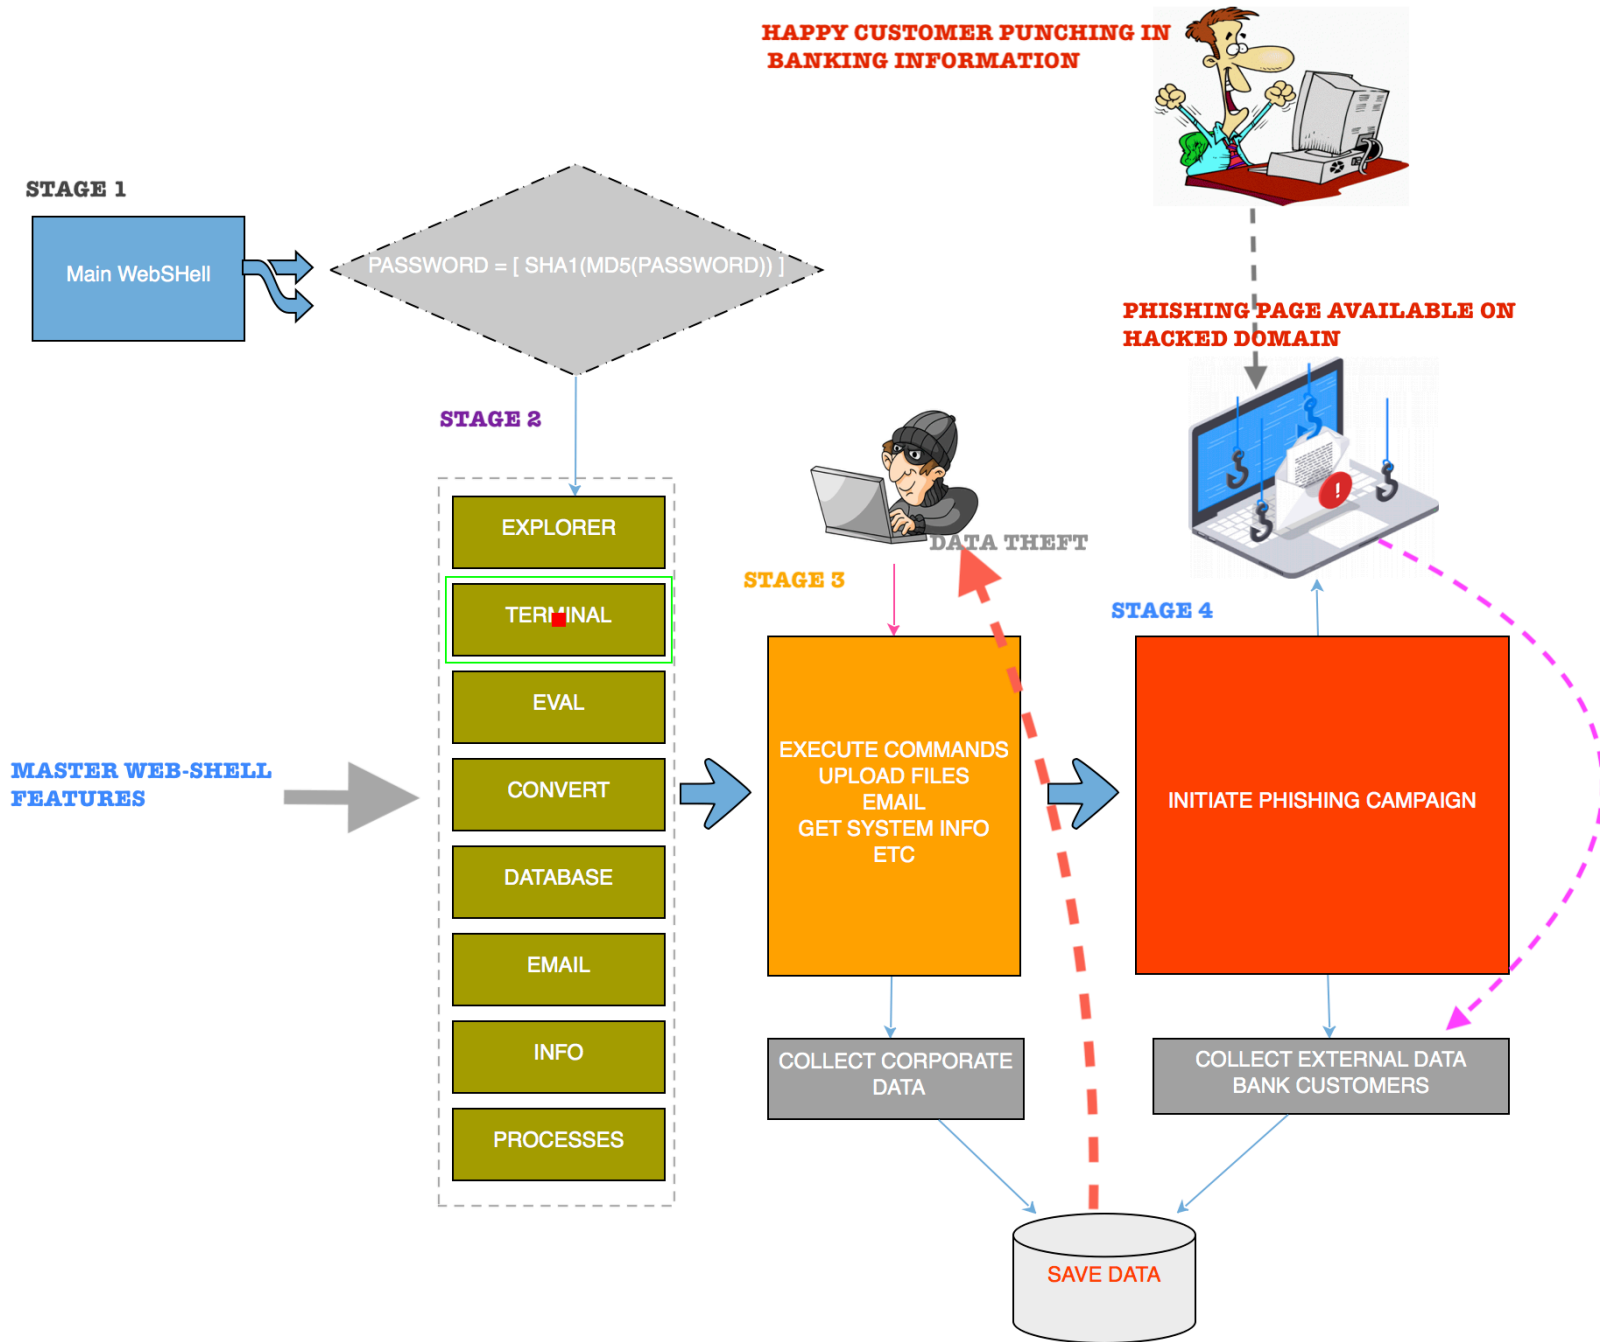 HAPPY CUSTOMER PUNCHING IN
BANKING INFORMATION
STAGE 1
Main WebSHell
PASSWORD = [ SHA1(MD5(PASSWORD)) ]
PHISHING PAGE AVAILABLE ON
HACKED DOMAIN
STAGE 2
EXPLORER
TERMINAL
EVAL
CONVERT
DATABASE
EMAIL
INFO
PROCESSES
MASTER WEB-SHELL
FEATURES
DATA THEFT
STAGE 3
EXECUTE COMMANDS
UPLOAD FILES
EMAIL
GET SYSTEM INFO
ETC
STAGE 4
INITIATE PHISHING CAMPAIGN
COLLECT CORPORATE
DATA
COLLECT EXTERNAL DATA
BANK CUSTOMERS
SAVE DATA